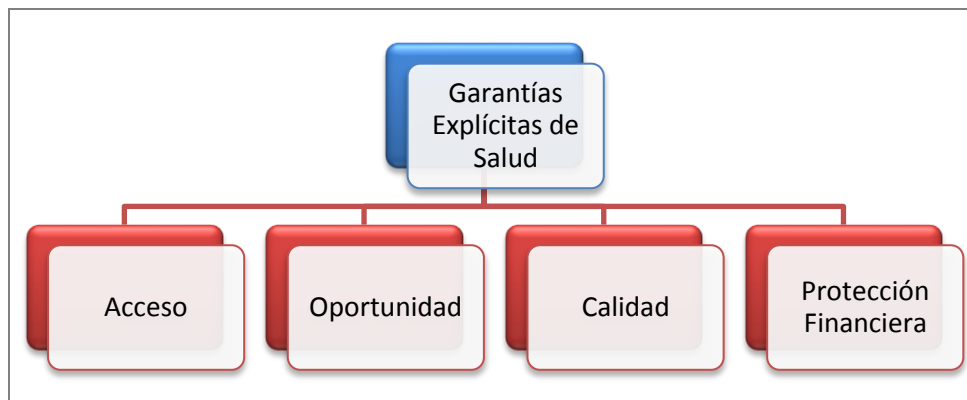 Garantías
Explícitas de
Salud
Acceso
Oportunidad
Calidad
Protección
Financiera